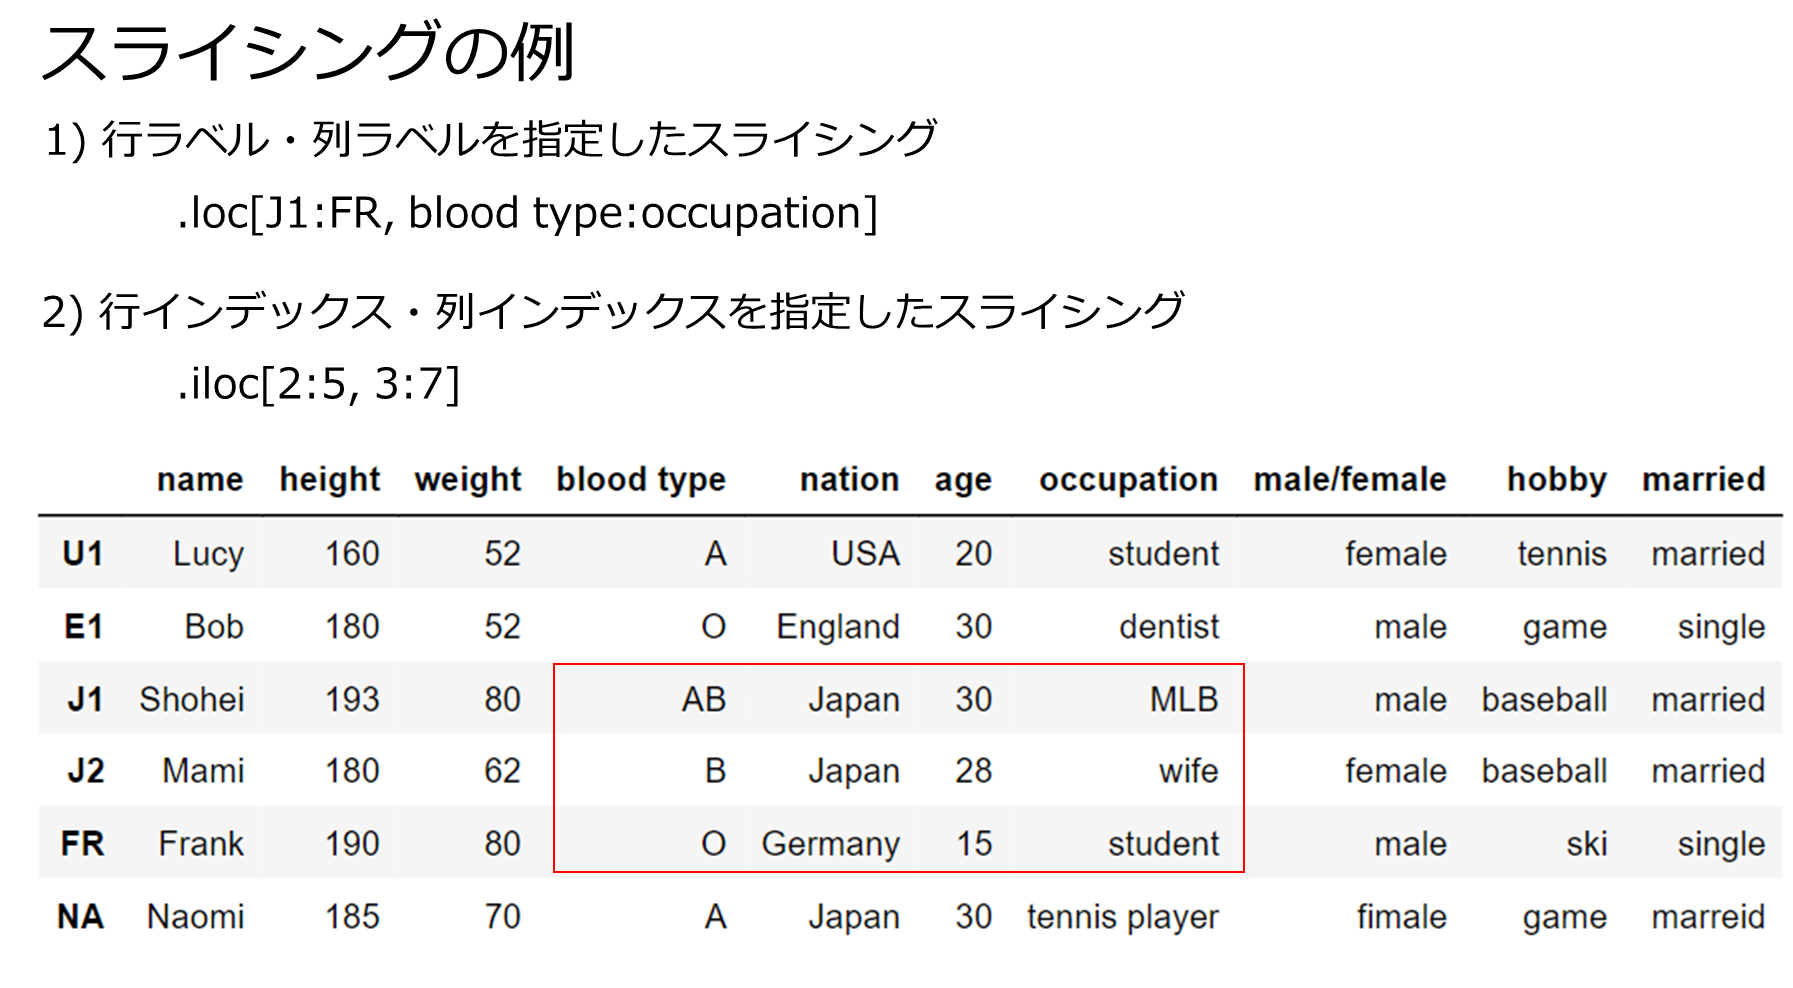 スライシングの例
1) 行ラベル・列ラベルを指定したスライシング
.loc[J1:FR, blood type:occupation]
2) 行インデックス・列インデックスを指定したスライシング
.iloc[2:5, 3:7]
name height weight blood type nation age occupation male/female hobby married
U1 Lucy 160 52 A USA 20 student female tennis married
E1 Bob 180 52 O England 30 dentist male game single
J1 Shohei 193 80 AB Japan 30 MLB male baseball married
J2 Mami 180 62 B Japan 28 wife female baseball married
FR Frank 190 80 O Germany 15 student male ski single
NA Naomi 185 70 A Japan 30 tennis player fimale game marreid